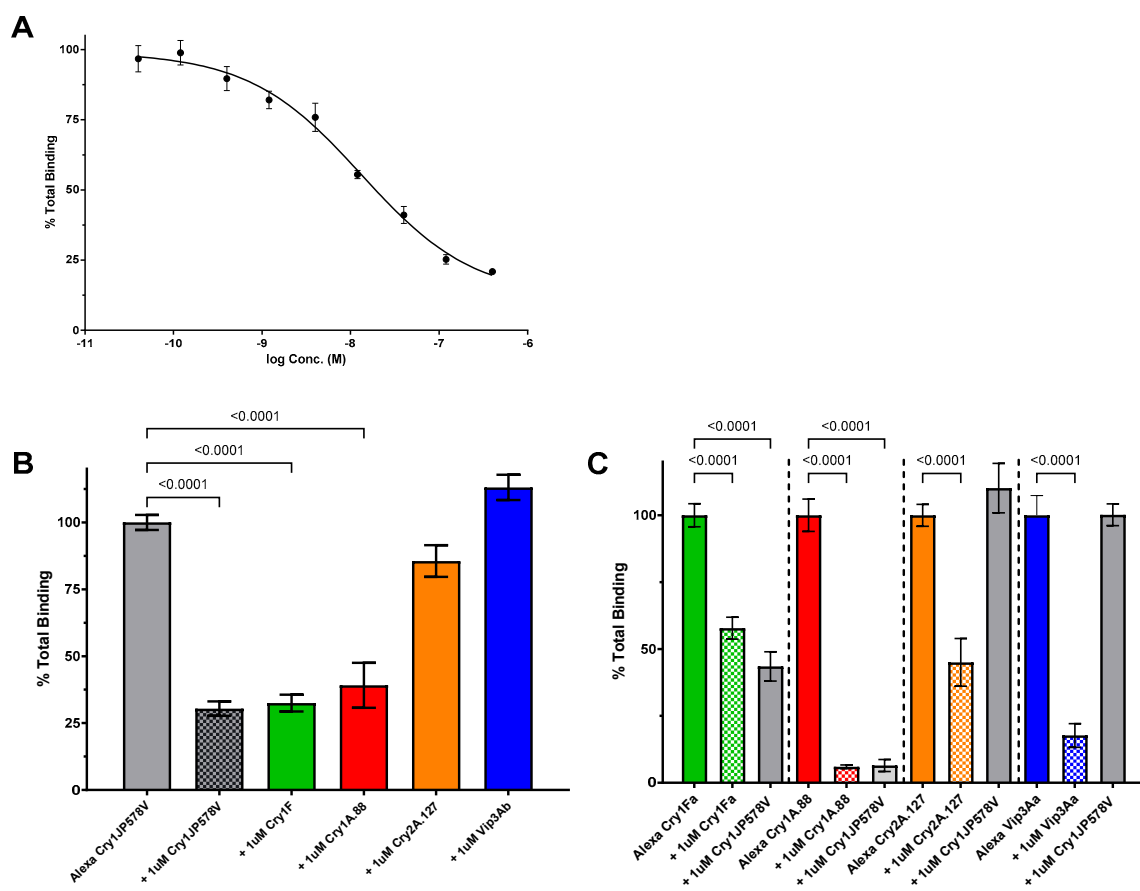 A
100
75
50
25
0
-11
-10
-9
-8
-7
-6
% Total Binding
log Conc. (M)
B
<0.0001
<0.0001
<0.0001
100
75
50
25
0
% Total Binding
Alexa Cry1JP578V
+ 1uM Cry1JP578V
+ 1uM Cry1F
+ 1uM Cry1A.88
+ 1uM Cry2A.127
+ 1uM Vip3Ab
C
<0.0001
<0.0001
<0.0001
<0.0001
<0.0001
<0.0001
100
50
0
% Total Binding
Alexa Cry1Fa
+ 1uM Cry1Fa
+ 1uM Cry1JP578V
Alexa Cry1A.88
+ 1uM Cry1A.88
+ 1uM Cry1JP578V
Alexa Cry2A.127
+ 1uM Cry2A.127
+ 1uM Cry1JP578V
Alexa Vip3Aa
+ 1uM Vip3Aa
+ 1uM Cry1JP578V